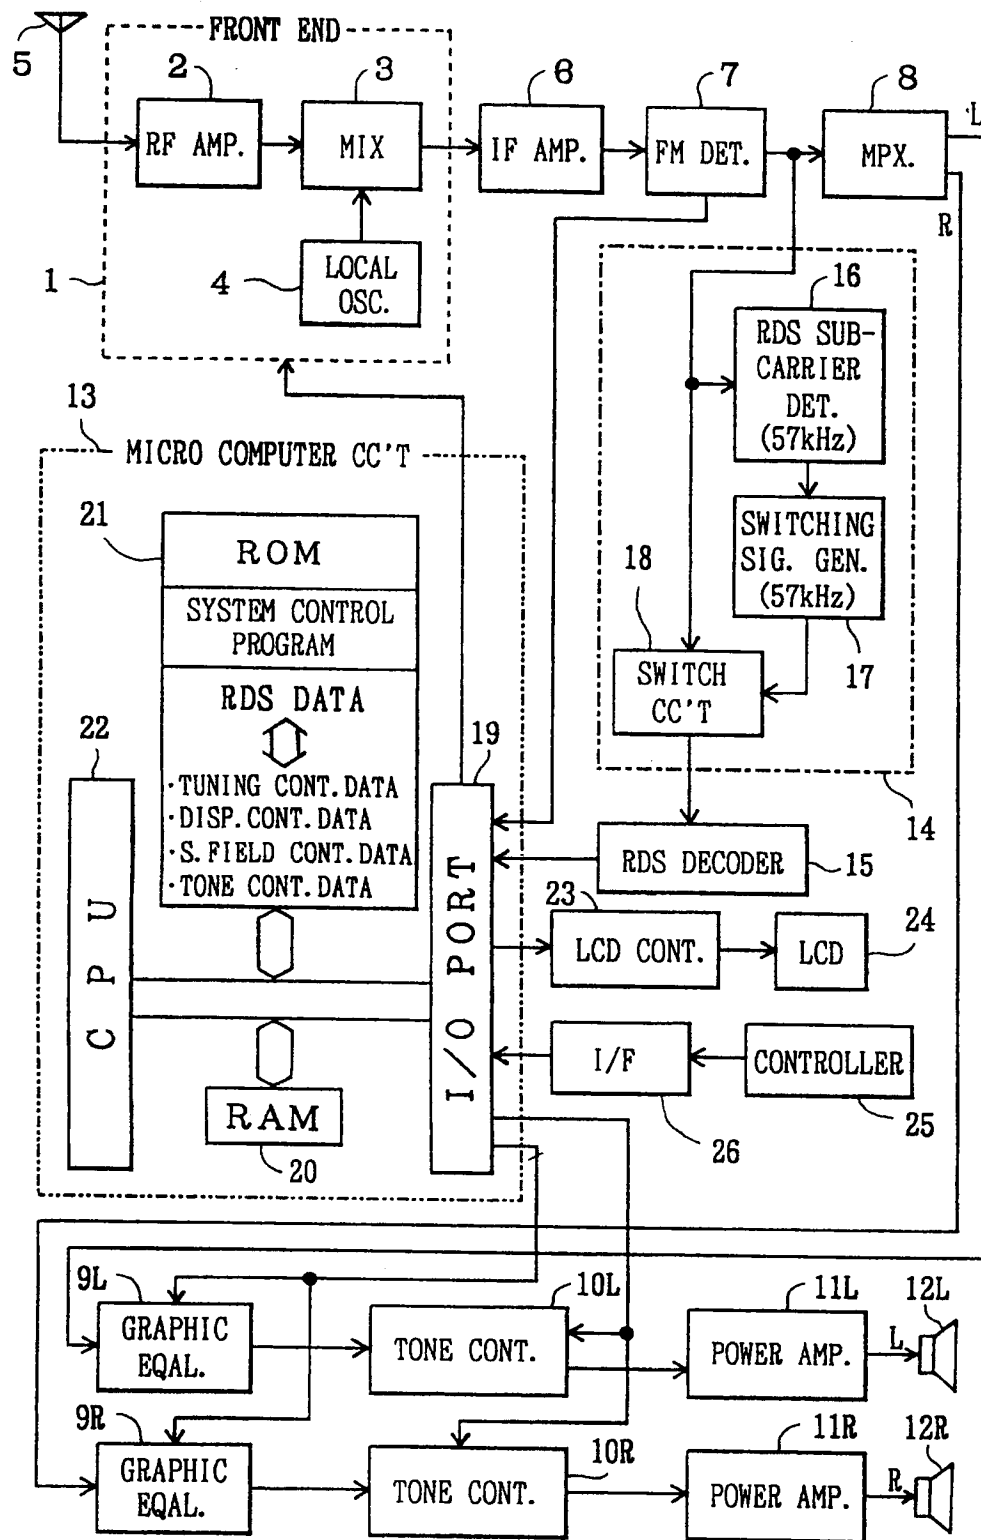 FRONT END
5
2
3
6
7
8
L
RF AMP.
MIX
IF AMP.
FM DET.
MPX.
R
1
4
LOCAL
OSC.
16
RDS SUB-
CARRIER
DET.
(57kHz)
13
MICRO COMPUTER CC'T
21
ROM
SYSTEM CONTROL
PROGRAM
SWITCHING
SIG. GEN.
(57kHz)
18
17
SWITCH
CC'T
RDS DATA
22
19
·TUNING CONT.DATA
·DISP.CONT.DATA
·S.FIELD CONT.DATA
·TONE CONT.DATA
14
RDS DECODER
15
CPU
I/O PORT
23
LCD CONT.
LCD
24
I/F
CONTROLLER
26
25
RAM
20
9L
GRAPHIC
EQAL.
10L
TONE CONT.
11L
POWER AMP.
L
12L
9R
GRAPHIC
EQAL.
10R
TONE CONT.
11R
POWER AMP.
R
12R